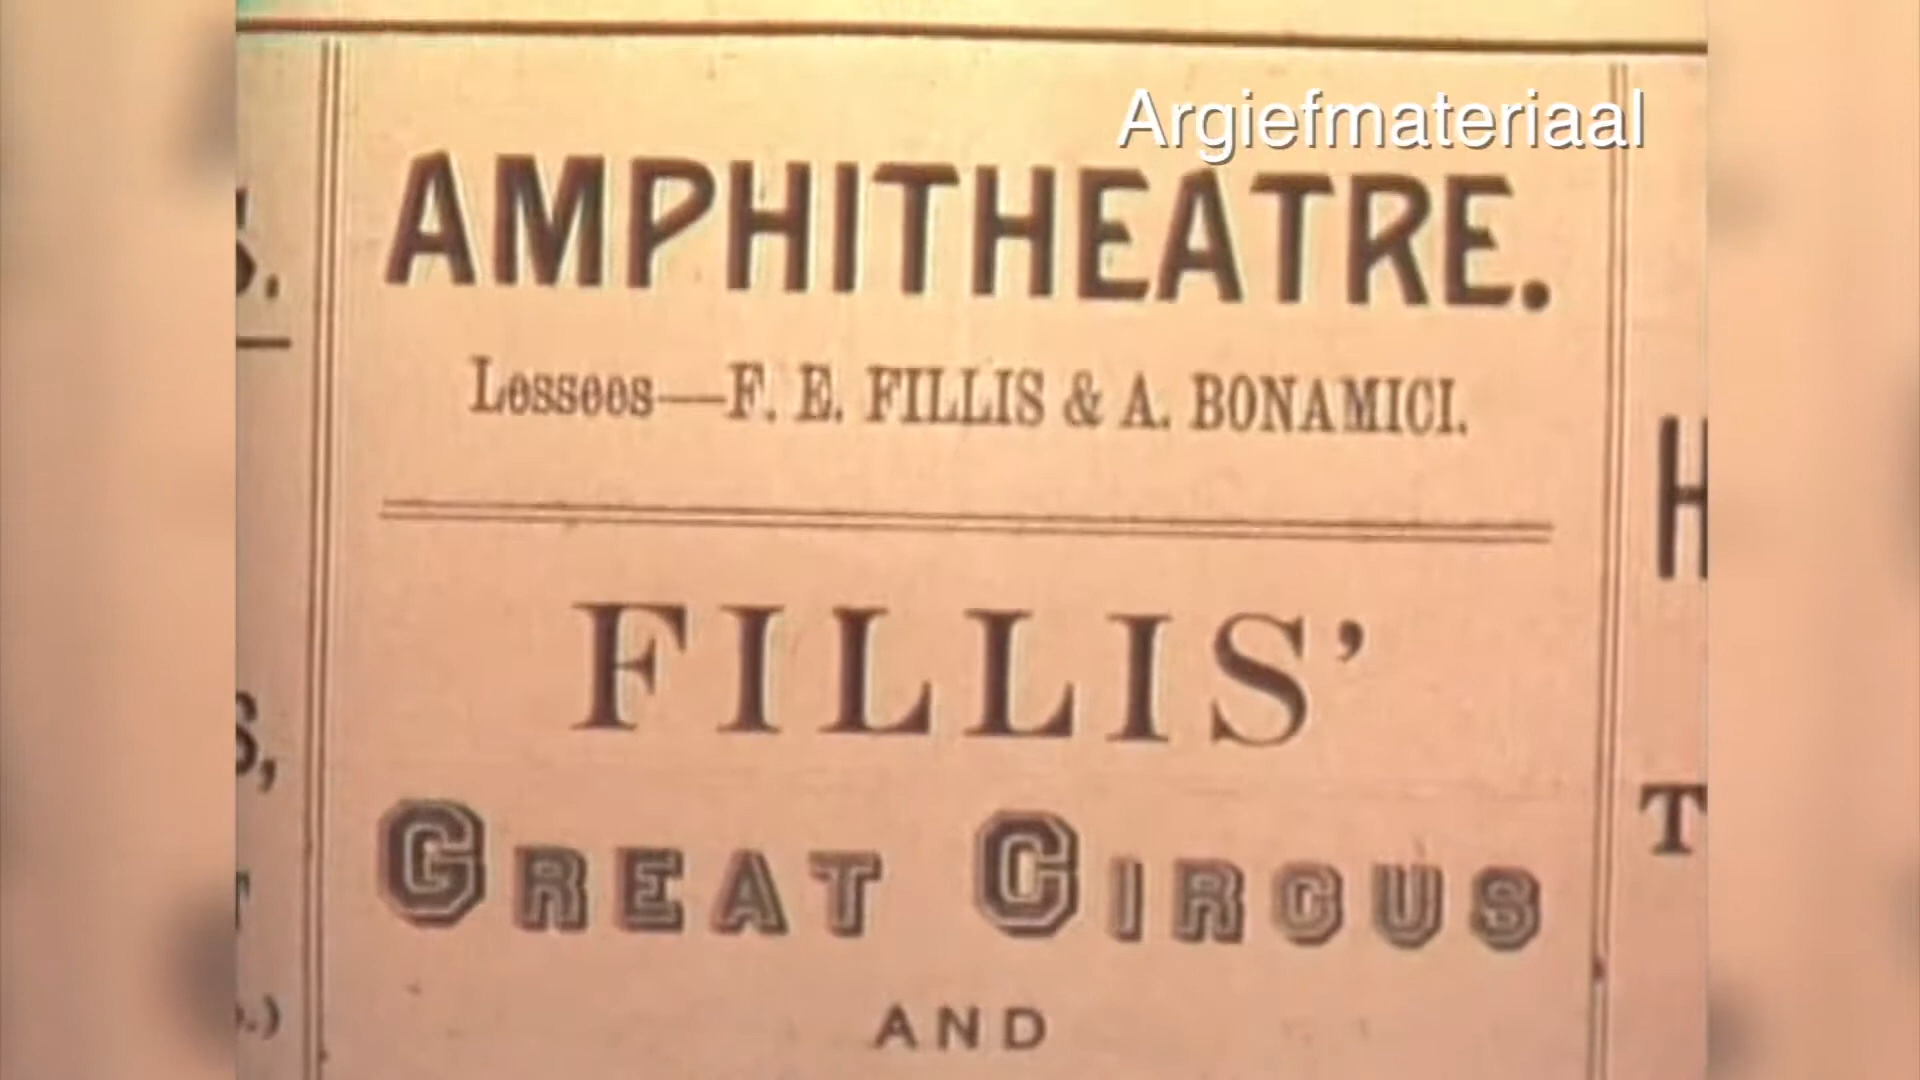 Argiefmateriaal
AMPHITHEATRE.
Lessees—F. E. FILLIS & A. BONAMICI.
FILLIS’
GREAT CIRCUS
AND